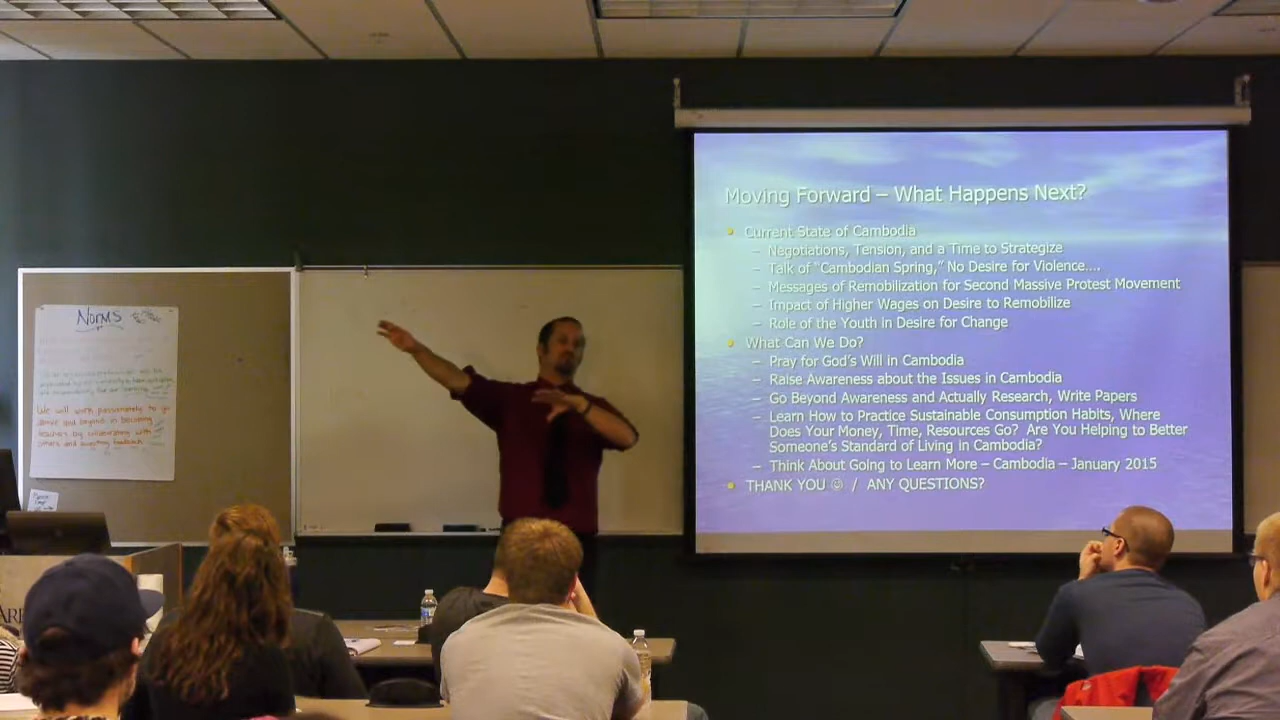 Norms
We will work passionately to go
above and beyond in becoming
teachers by collaborating with
others and accepting feedback
Moving Forward – What Happens Next?
Current State of Cambodia
– Negotiations, Tension, and a Time to Strategize
– Talk of "Cambodian Spring," No Desire for Violence....
– Messages of Remobilization for Second Massive Protest Movement
– Impact of Higher Wages on Desire to Remobilize
– Role of the Youth in Desire for Change
What Can We Do?
– Pray for God's Will in Cambodia
– Raise Awareness about the Issues in Cambodia
– Go Beyond Awareness and Actually Research, Write Papers
– Learn How to Practice Sustainable Consumption Habits, Where
Does Your Money, Time, Resources Go? Are You Helping to Better
Someone's Standard of Living in Cambodia?
– Think About Going to Learn More – Cambodia – January 2015
THANK YOU ☺ / ANY QUESTIONS?